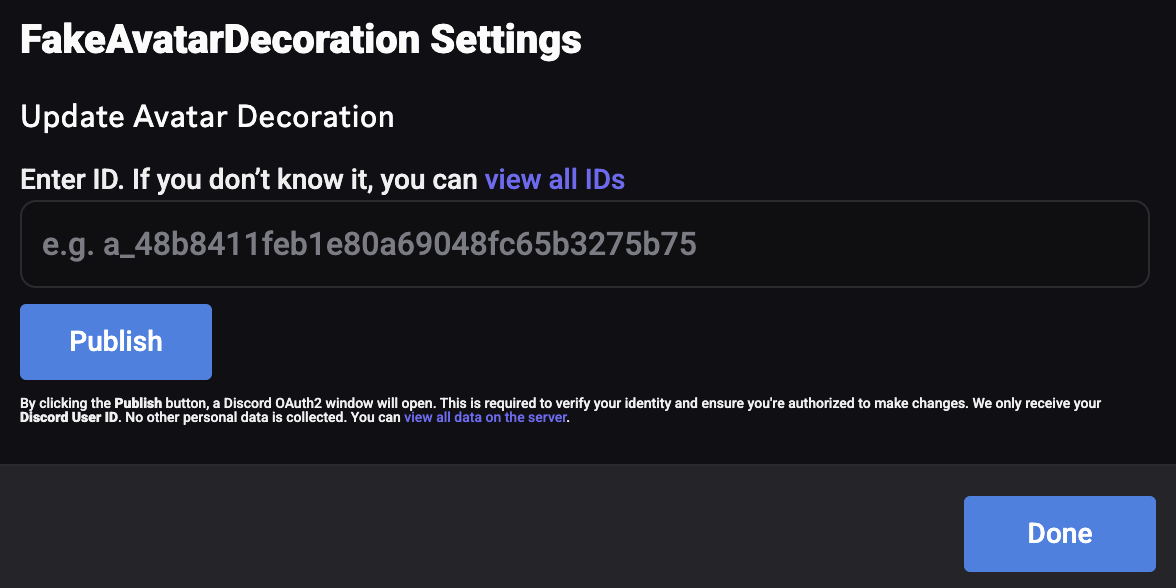 FakeAvatarDecoration Settings
Update Avatar Decoration
Enter ID. If you don’t know it, you can view all IDs
e.g. a_48b8411feb1e80a69048fc65b3275b75
Publish
By clicking the Publish button, a Discord OAuth2 window will open. This is required to verify your identity and ensure you're authorized to make changes. We only receive your
Discord User ID. No other personal data is collected. You can view all data on the server.
Done